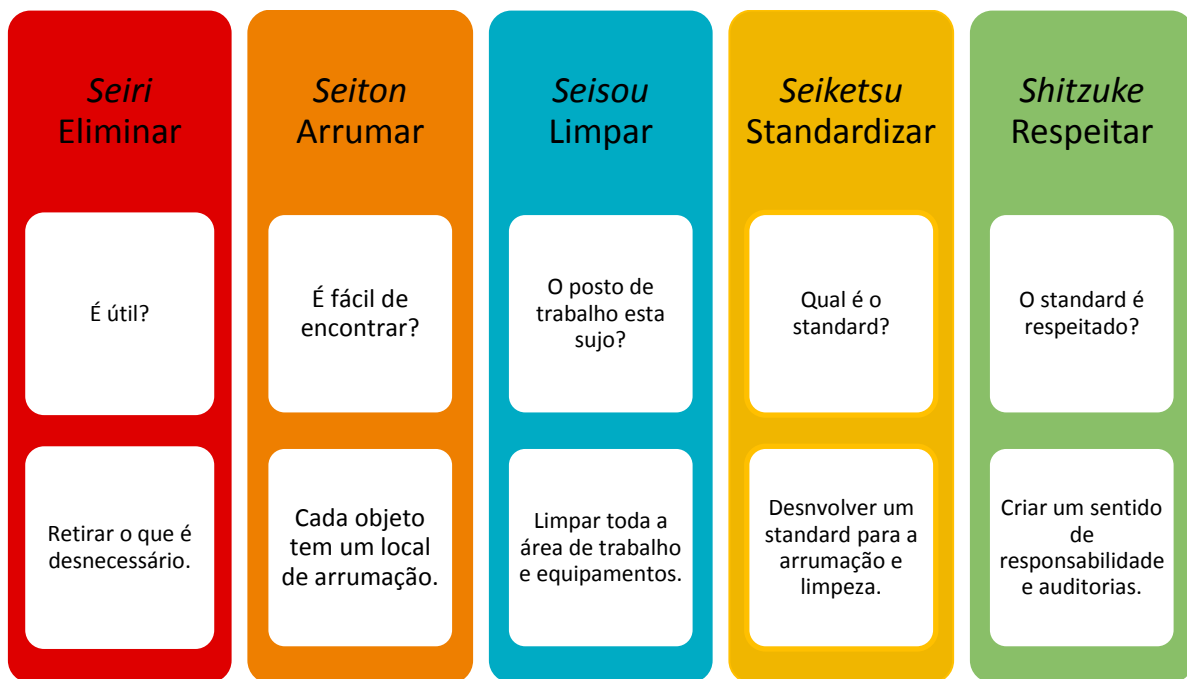 Seiri
Eliminar
É útil?
Retirar o que é
desnecessário.
Seiton
Arrumar
É fácil de
encontrar?
Cada objeto
tem um local
de arrumação.
Seisou
Limpar
O posto de
trabalho esta
sujo?
Limpar toda a
área de trabalho
e equipamentos.
Seiketsu
Standardizar
Qual é o
standard?
Desnvolver um
standard para a
arrumação e
limpeza.
Shitzuke
Respeitar
O standard é
respeitado?
Criar um sentido
de
responsabilidade
e auditorias.